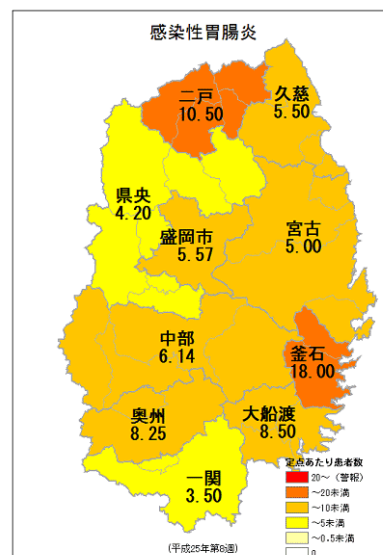 感染性胃腸炎
二戸
10.50
久慈
5.50
県央
4.20
盛岡市
5.57
宮古
5.00
中部
6.14
釜石
18.00
奥州
8.25
大船渡
8.50
一関
3.50
定点あたり患者数
20～（警報）
～20未満
～10未満
～5未満
～0.5未満
0
(平成25年第8週)